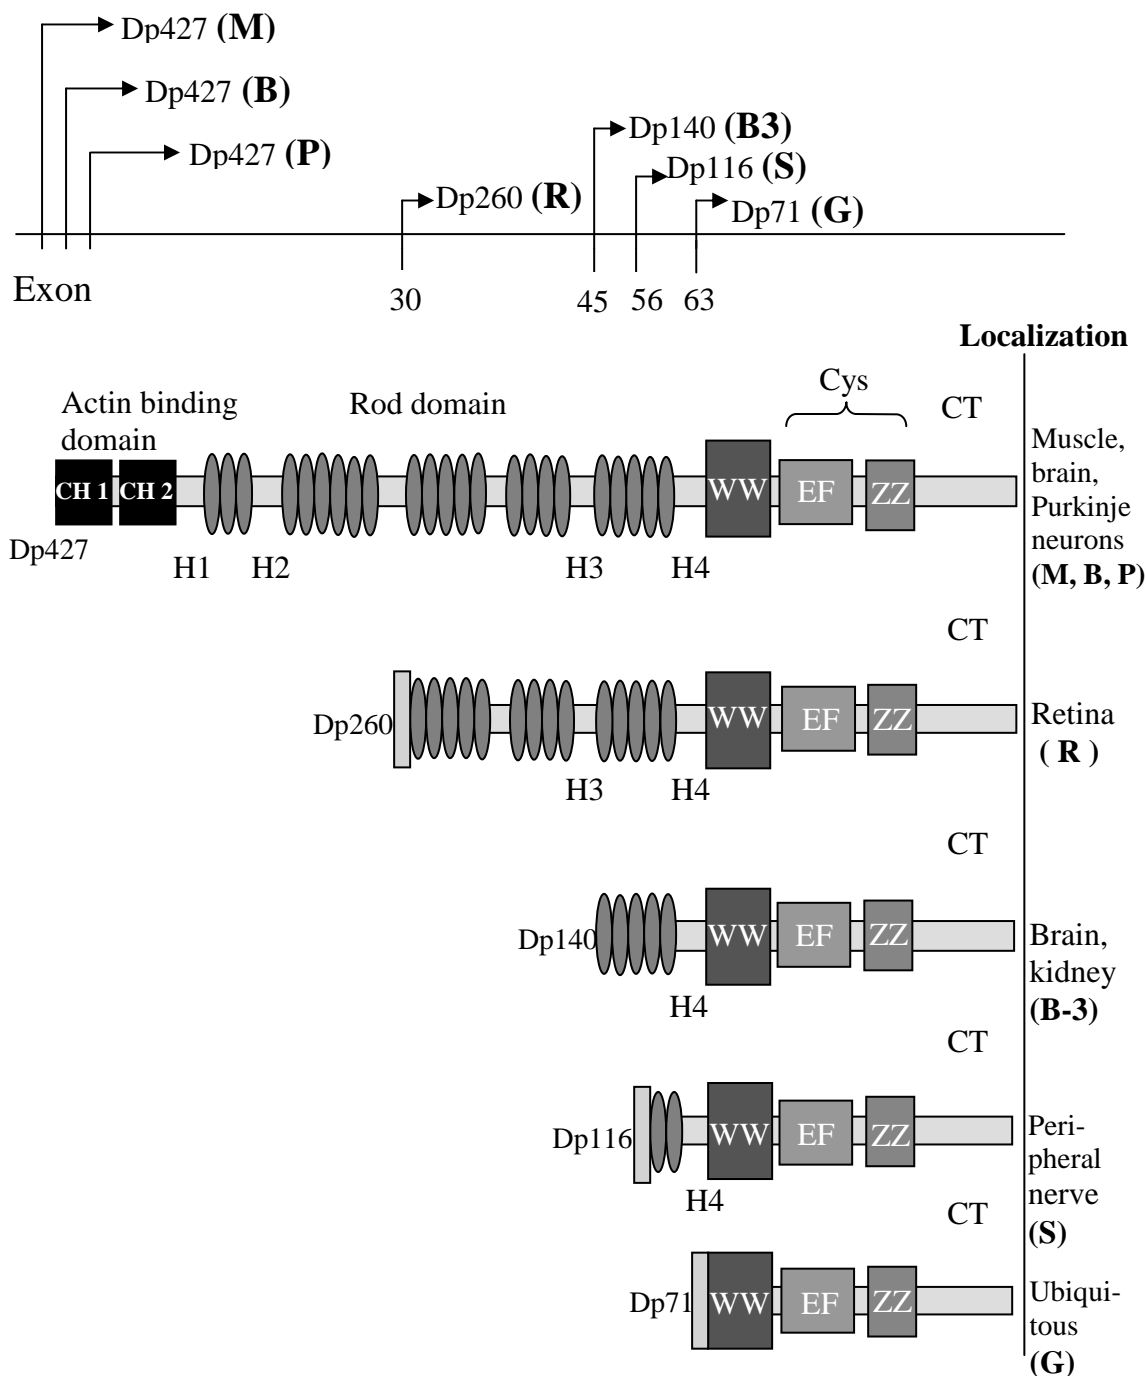 Dp427 (M)
Dp427 (B)
Dp427 (P)
Dp140 (B3)
Dp116 (S)
Dp260 (R)
Dp71 (G)
Exon
30
45
56
63
Localization
Actin binding
domain
Rod domain
Cys
CT
CH 1
CH 2
WW
EF
ZZ
Dp427
H1
H2
H3
H4
Muscle,
brain,
Purkinje
neurons
(M, B, P)
CT
Dp260
WW
EF
ZZ
H3
H4
Retina
( R )
CT
Dp140
WW
EF
ZZ
H4
Brain,
kidney
(B-3)
CT
Dp116
WW
EF
ZZ
H4
Peri-
pheral
nerve
(S)
CT
Dp71
WW
EF
ZZ
Ubiqui-
tous
(G)